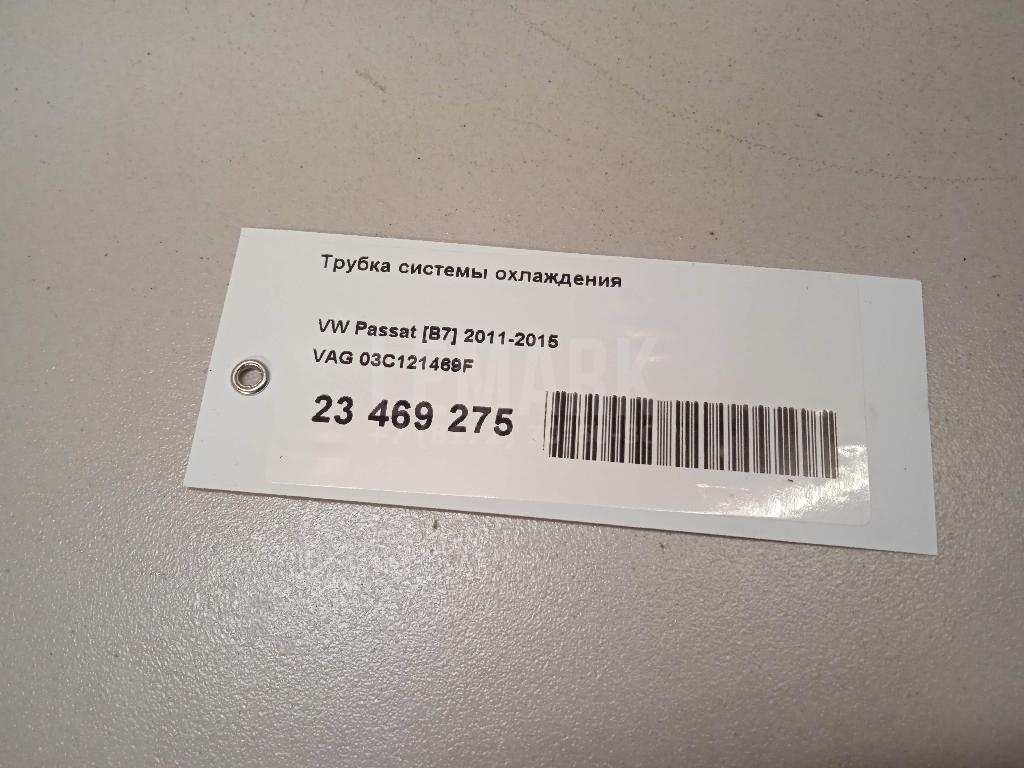 Трубка системы охлаждения
VW Passat [B7] 2011-2015
VAG 03C121469F
23 469 275